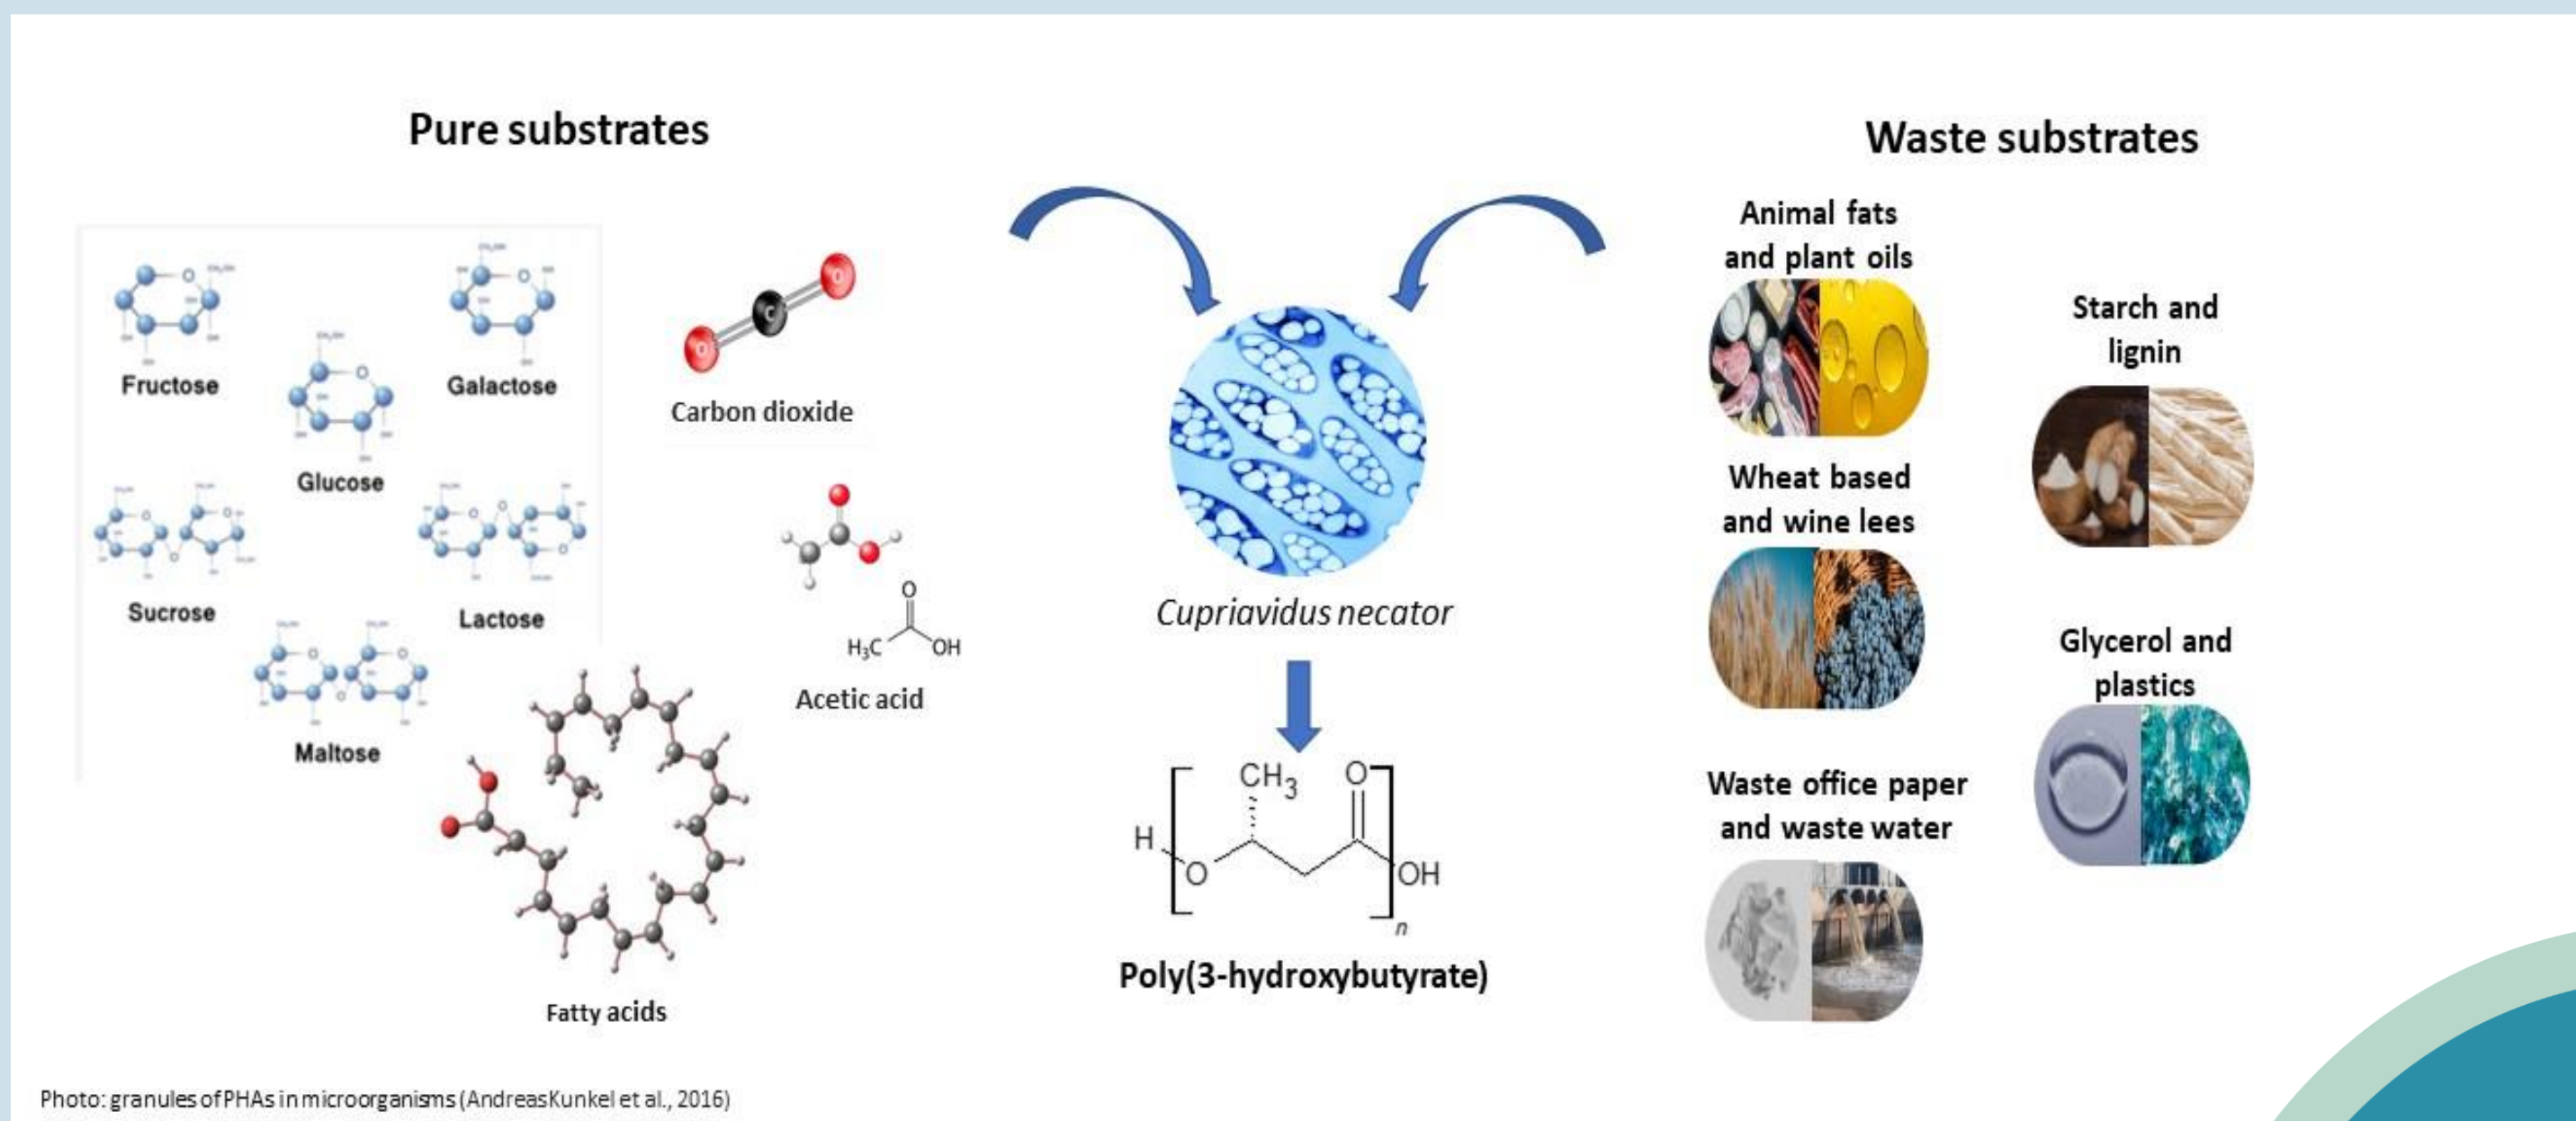 Pure substrates
Fructose
Galactose
Glucose
Sucrose
Lactose
Maltose
Carbon dioxide
O
C
O
Acetic acid
O
H₃C
OH
Fatty acids
Cupriavidus necator
CH₃
O
H
O
OH
n
Poly(3-hydroxybutyrate)
Waste substrates
Animal fats
and plant oils
Starch and
lignin
Wheat based
and wine lees
Glycerol and
plastics
Waste office paper
and waste water
Photo: granules of PHAs in microorganisms (Andreas Kunkel et al., 2016)